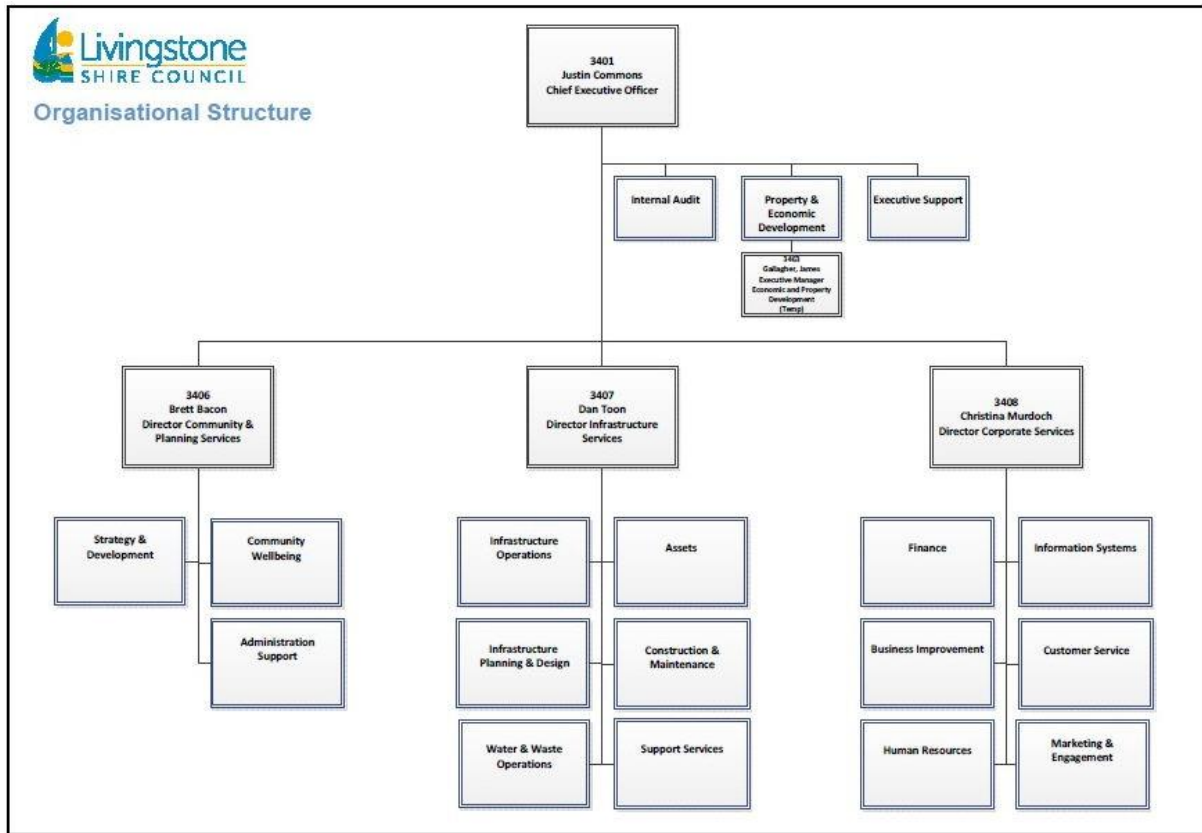 Livingstone
SHIRE COUNCIL
Organisational Structure
3401
Justin Commons
Chief Executive Officer
Internal Audit
Property &
Economic
Development
Executive Support
3463
Gallagher, James
Executive Manager
Economic and Property
Development
(Temp)
3406
Brett Bacon
Director Community &
Planning Services
3407
Dan Toon
Director Infrastructure
Services
3408
Christina Murdoch
Director Corporate Services
Strategy &
Development
Community
Wellbeing
Administration
Support
Infrastructure
Operations
Assets
Infrastructure
Planning & Design
Construction &
Maintenance
Water & Waste
Operations
Support Services
Finance
Information Systems
Business Improvement
Customer Service
Human Resources
Marketing &
Engagement